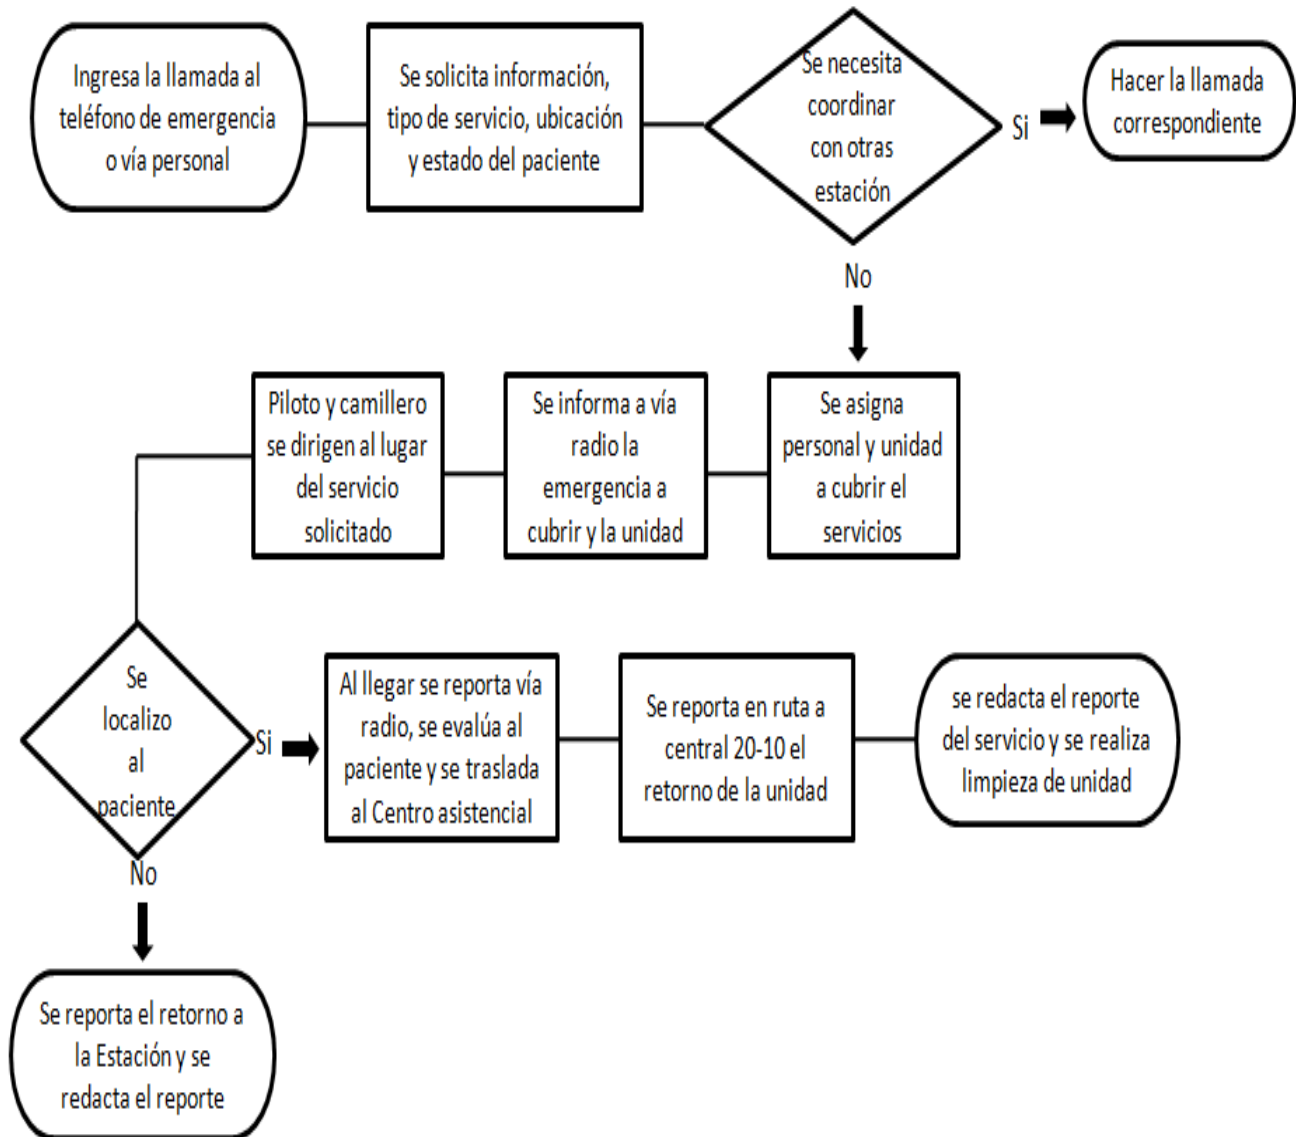 Ingresa la llamada al
teléfono de emergencia
o vía personal
Se solicita información,
tipo de servicio, ubicación
y estado del paciente
Se necesita
coordinar
con otras
estación
Si
Hacer la llamada
correspondiente
No
Se asigna
personal y unidad
a cubrir el
servicios
Se informa a vía
radio la
emergencia a
cubrir y la unidad
Piloto y camillero
se dirigen al lugar
del servicio
solicitado
Se
localizo
al
paciente
Si
Al llegar se reporta vía
radio, se evalúa al
paciente y se traslada
al Centro asistencial
Se reporta en ruta a
central 20-10 el
retorno de la unidad
se redacta el reporte
del servicio y se realiza
limpieza de unidad
No
Se reporta el retorno a
la Estación y se
redacta el reporte